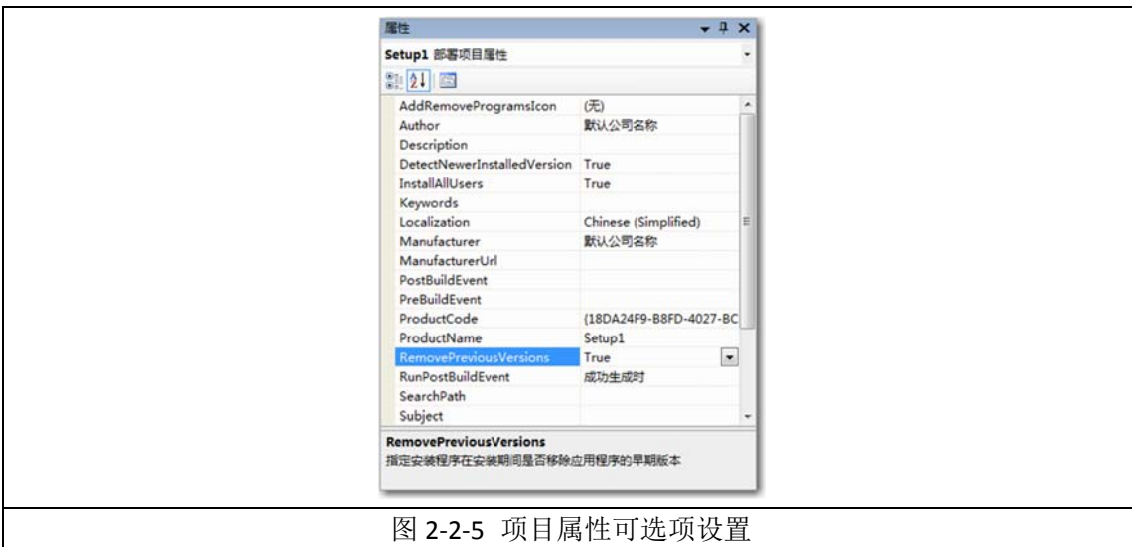 属性
Setup1 部署项目属性
AddRemoveProgramsIcon (无)
Author 默认公司名称
Description
DetectNewerInstalledVersion True
InstallAllUsers True
Keywords
Localization Chinese (Simplified)
Manufacturer 默认公司名称
ManufacturerUrl
PostBuildEvent
PreBuildEvent
ProductCode {18DA24F9-B8FD-4027-BC
ProductName Setup1
RemovePreviousVersions True
RunPostBuildEvent 成功生成时
SearchPath
Subject
RemovePreviousVersions
指定安装程序在安装期间是否移除应用程序的早期版本
图 2-2-5 项目属性可选项设置